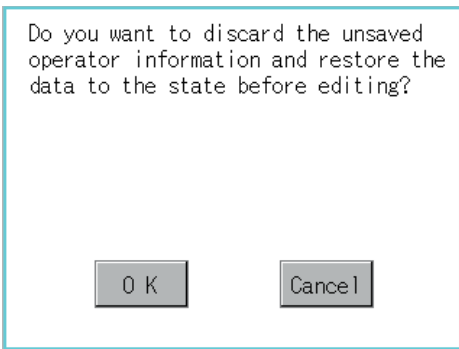 Do you want to discard the unsaved
operator information and restore the
data to the state before editing?
O K
Cancel